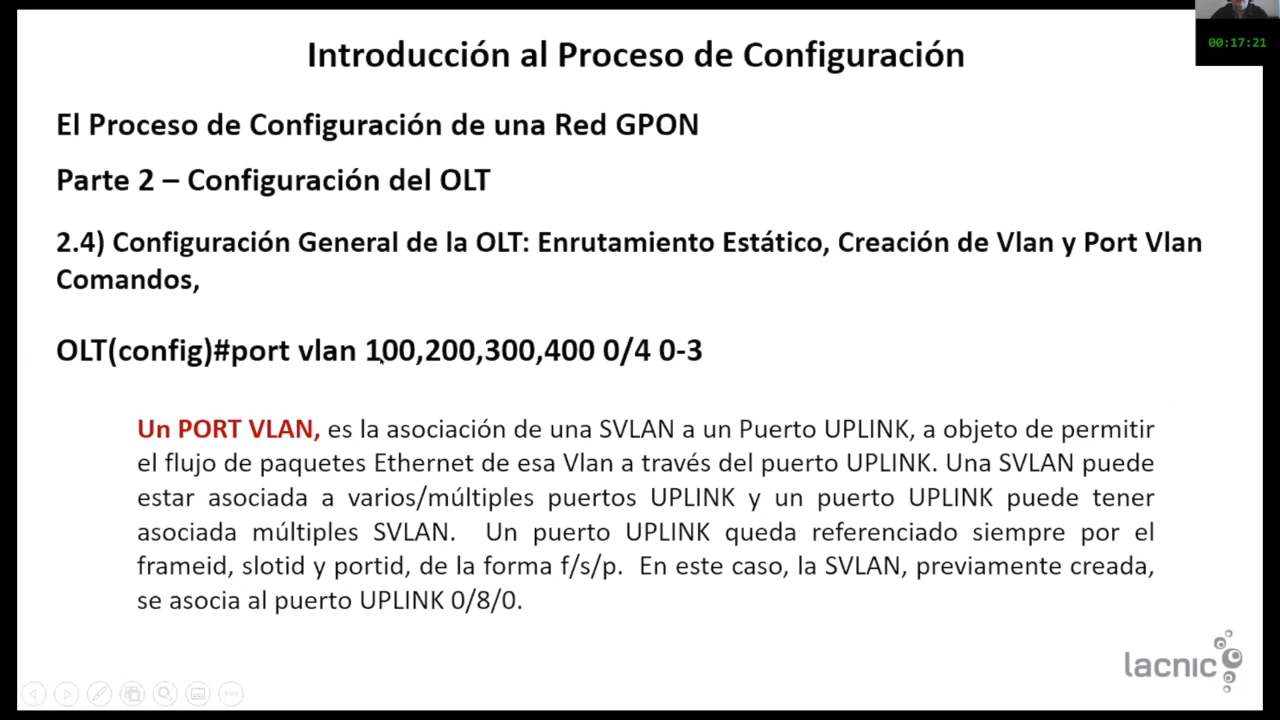 00:17:21
Introducción al Proceso de Configuración
El Proceso de Configuración de una Red GPON
Parte 2 – Configuración del OLT
2.4) Configuración General de la OLT: Enrutamiento Estático, Creación de Vlan y Port Vlan
Comandos,
OLT(config)#port vlan 100,200,300,400 0/4 0-3
Un PORT VLAN, es la asociación de una SVLAN a un Puerto UPLINK, a objeto de permitir
el flujo de paquetes Ethernet de esa Vlan a través del puerto UPLINK. Una SVLAN puede
estar asociada a varios/múltiples puertos UPLINK y un puerto UPLINK puede tener
asociada múltiples SVLAN. Un puerto UPLINK queda referenciado siempre por el
frameid, slotid y portid, de la forma f/s/p. En este caso, la SVLAN, previamente creada,
se asocia al puerto UPLINK 0/8/0.
lacnic